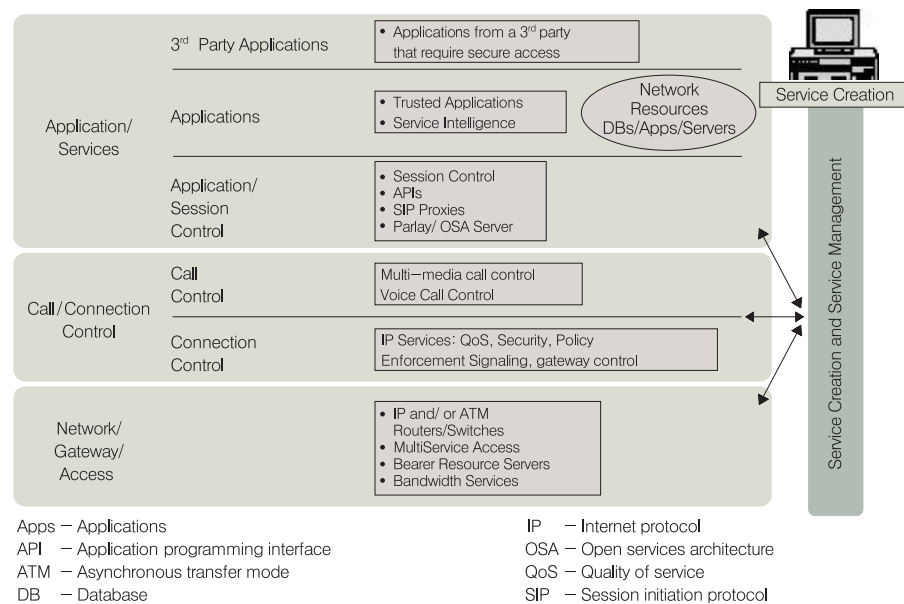 3rd Party Applications
• Applications from a 3rd party
that require secure access
Application/
Services
Applications
• Trusted Applications
• Service Intelligence
Network
Resources
DBs/Apps/Servers
Application/
Session
Control
• Session Control
• APIs
• SIP Proxies
• Parlay/ OSA Server
Service Creation
Service Creation and Service Management
Call/Connection
Control
Call
Control
Multi-media call control
Voice Call Control
Connection
Control
IP Services: QoS, Security, Policy
Enforcement Signaling, gateway control
Network/
Gateway/
Access
• IP and/ or ATM
Routers/Switches
• MultiService Access
• Bearer Resource Servers
• Bandwidth Services
Apps – Applications
API – Application programming interface
ATM – Asynchronous transfer mode
DB – Database
IP – Internet protocol
OSA – Open services architecture
QoS – Quality of service
SIP – Session initiation protocol